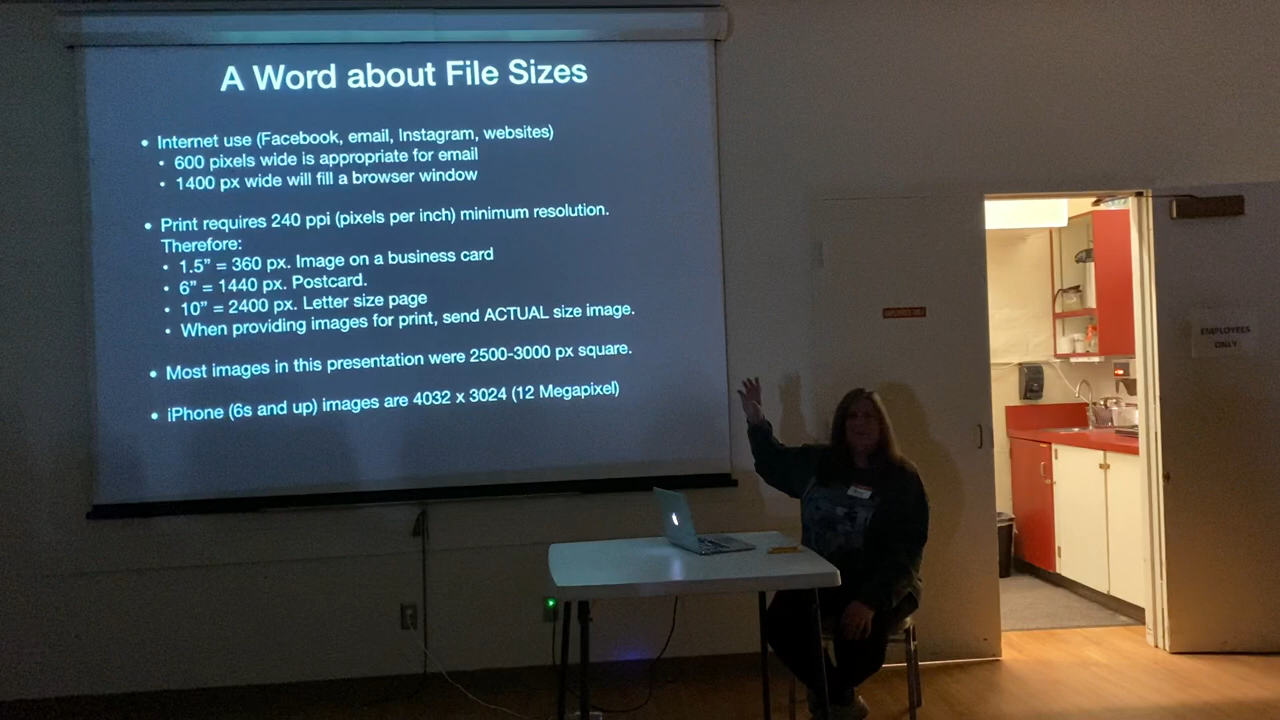 A Word about File Sizes
• Internet use (Facebook, email, Instagram, websites)
• 600 pixels wide is appropriate for email
• 1400 px wide will fill a browser window
• Print requires 240 ppi (pixels per inch) minimum resolution.
Therefore:
• 1.5” = 360 px. Image on a business card
• 6” = 1440 px. Postcard.
• 10” = 2400 px. Letter size page
• When providing images for print, send ACTUAL size image.
• Most images in this presentation were 2500-3000 px square.
• iPhone (6s and up) images are 4032 x 3024 (12 Megapixel)
EMPLOYEES
ONLY